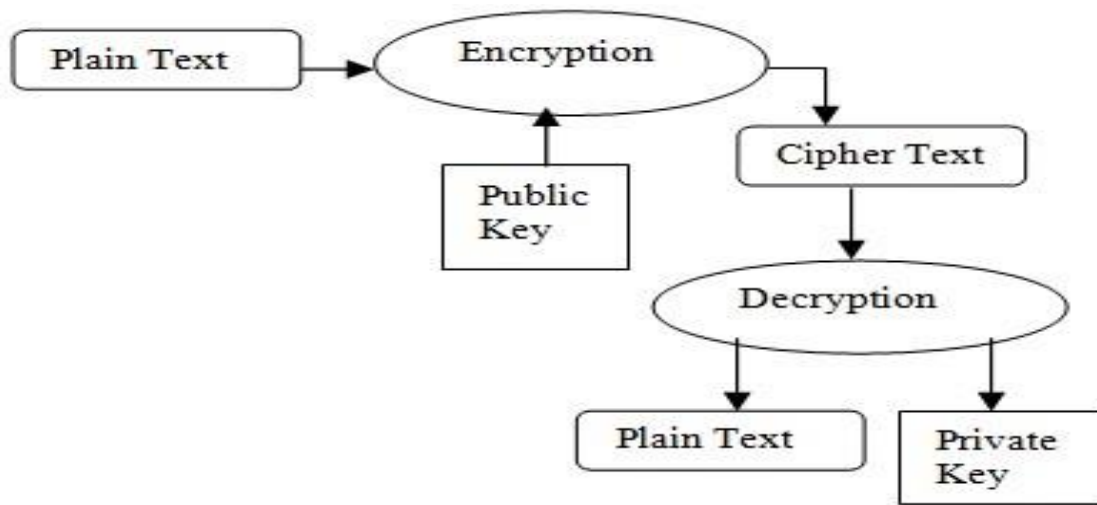 Plain Text
Encryption
Cipher Text
Public
Key
Decryption
Plain Text
Private
Key